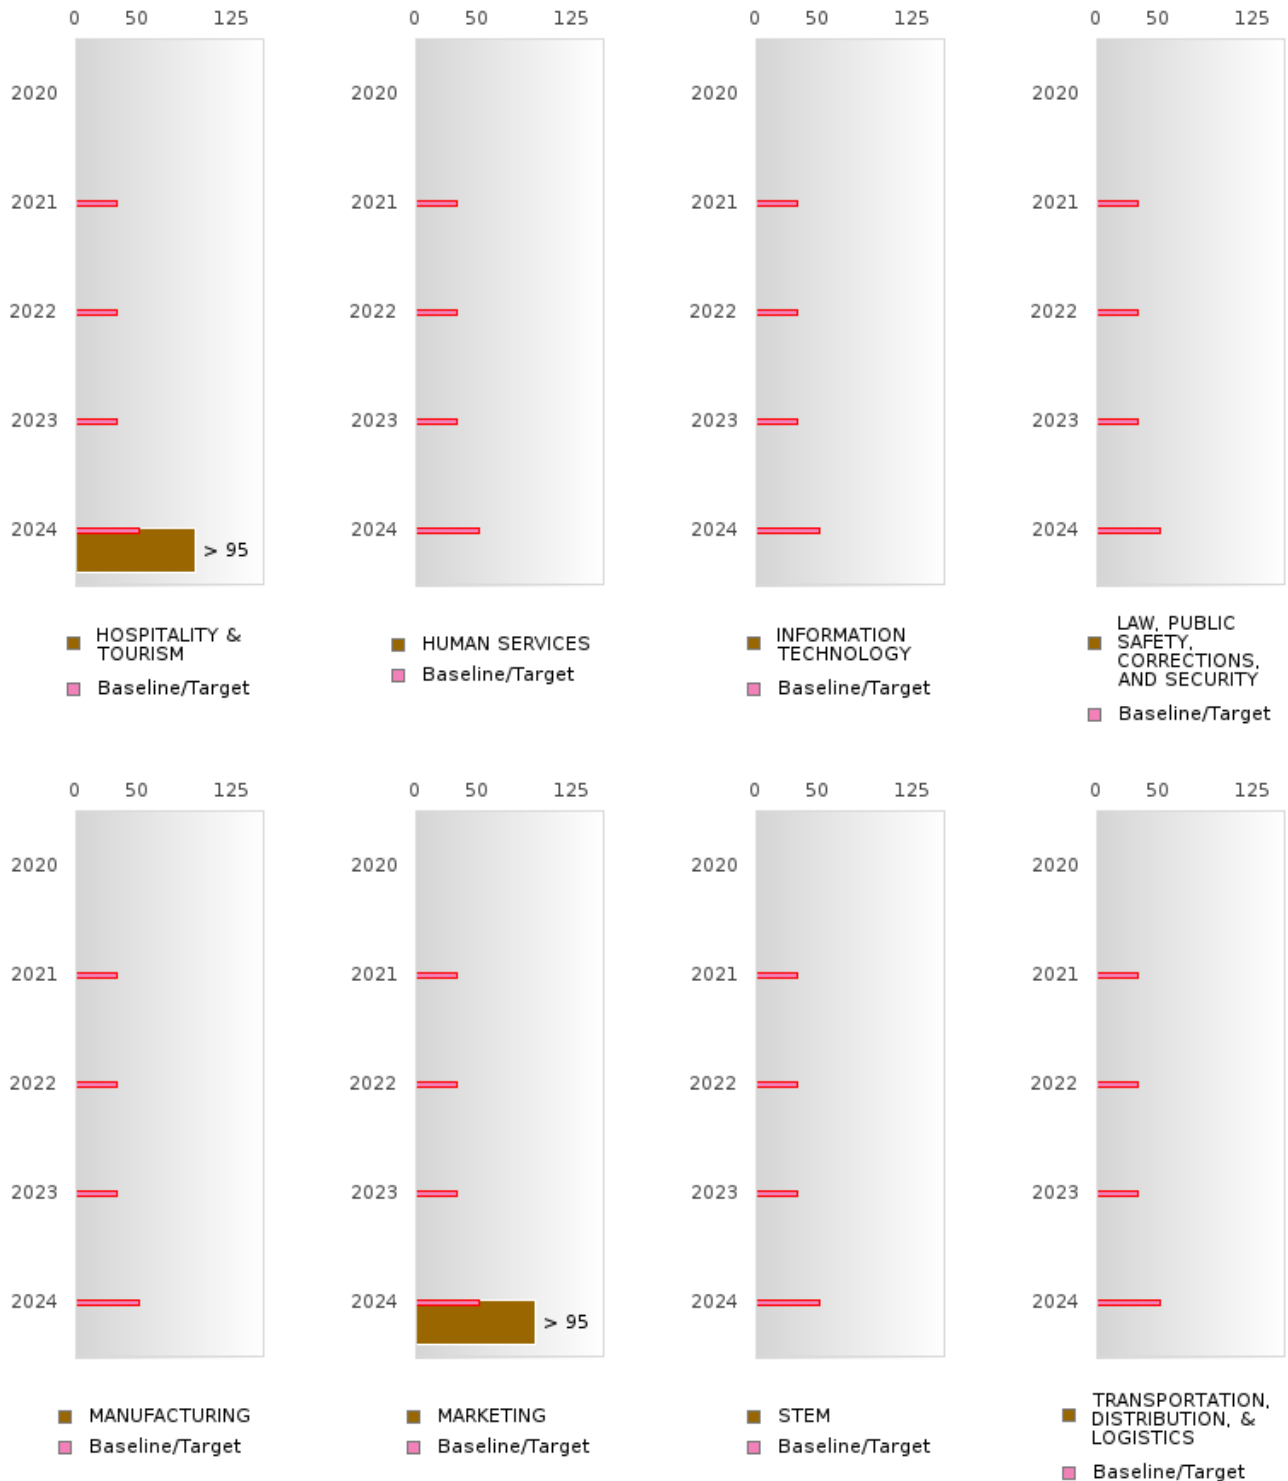 0 50 125 0 50 125 0 50 125 0 50 125
2020 2020 2020 2020
2021 2021 2021 2021
2022 2022 2022 2022
2023 2023 2023 2023
2024 2024 2024 2024
> 95
HOSPITALITY &
TOURISM
Baseline/Target
HUMAN SERVICES
Baseline/Target
INFORMATION
TECHNOLOGY
Baseline/Target
LAW, PUBLIC
SAFETY,
CORRECTIONS,
AND SECURITY
Baseline/Target
0 50 125 0 50 125 0 50 125 0 50 125
2020 2020 2020 2020
2021 2021 2021 2021
2022 2022 2022 2022
2023 2023 2023 2023
2024 2024 2024 2024
> 95
MANUFACTURING
Baseline/Target
MARKETING
Baseline/Target
STEM
Baseline/Target
TRANSPORTATION,
DISTRIBUTION, &
LOGISTICS
Baseline/Target